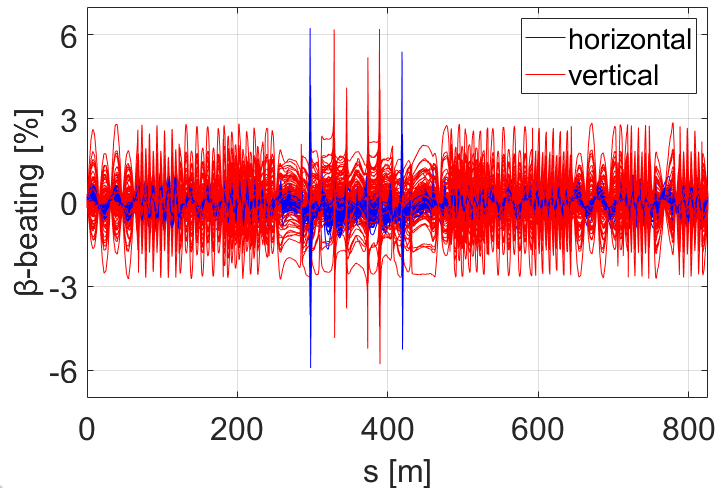 6
3
0
-3
-6
β-beating [%]
horizontal
vertical
0 200 400 600 800
s [m]